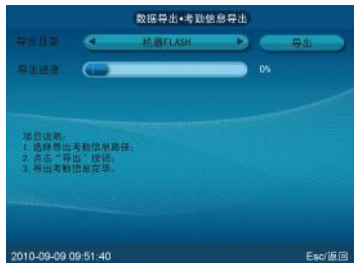 数据导出•考勤信息导出
导出目录
机器FLASH
导出
导出进度
0%
项目说明:
1. 选择导出考勤信息路径;
2. 点击“导出”按钮;
3. 导出考勤信息完毕。
2010-09-09 09:51:40
Esc/返回